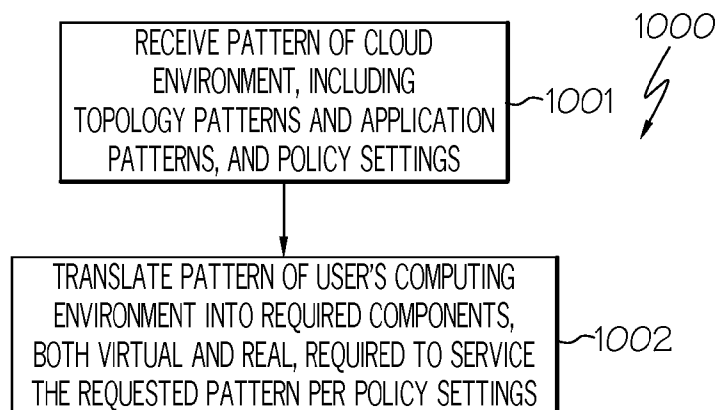 1000
RECEIVE PATTERN OF CLOUD
ENVIRONMENT, INCLUDING
TOPOLOGY PATTERNS AND APPLICATION
PATTERNS, AND POLICY SETTINGS
1001
TRANSLATE PATTERN OF USER'S COMPUTING
ENVIRONMENT INTO REQUIRED COMPONENTS,
BOTH VIRTUAL AND REAL, REQUIRED TO SERVICE
THE REQUESTED PATTERN PER POLICY SETTINGS
1002